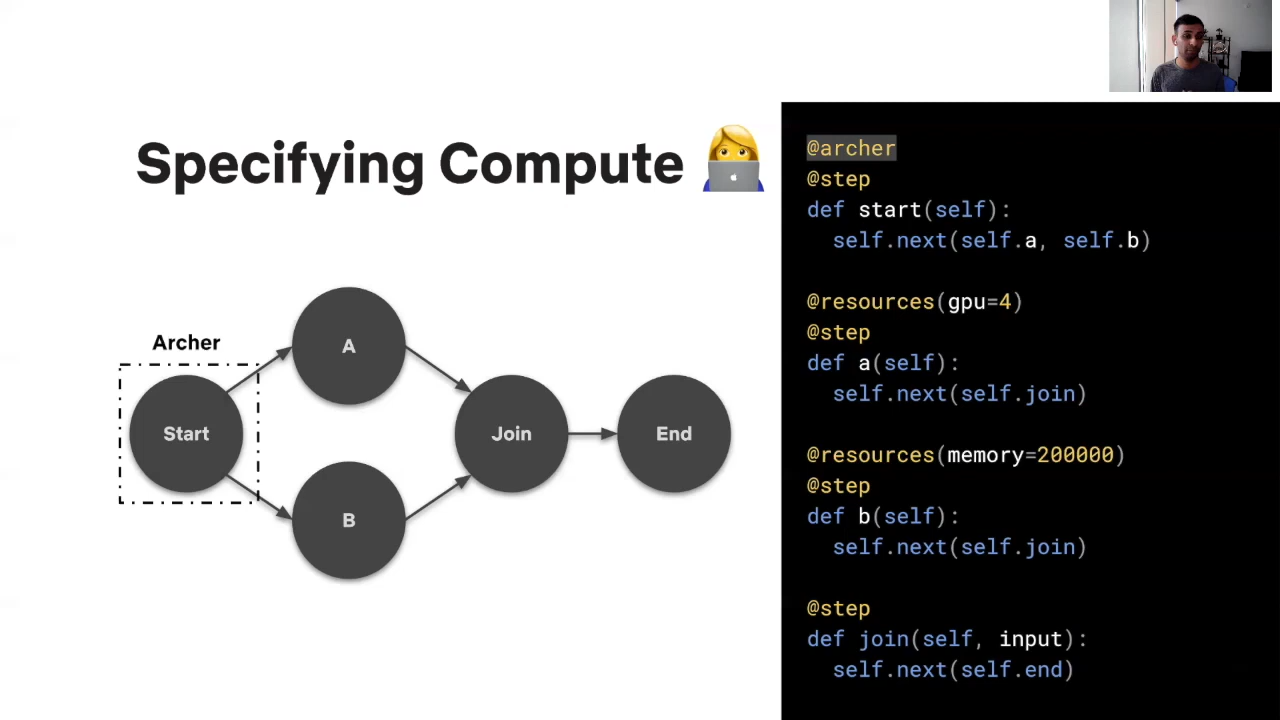 Specifying Compute
Archer
Start
A
B
Join
End
@archer
@step
def start(self):
  self.next(self.a, self.b)
@resources(gpu=4)
@step
def a(self):
  self.next(self.join)
@resources(memory=200000)
@step
def b(self):
  self.next(self.join)
@step
def join(self, input):
  self.next(self.end)